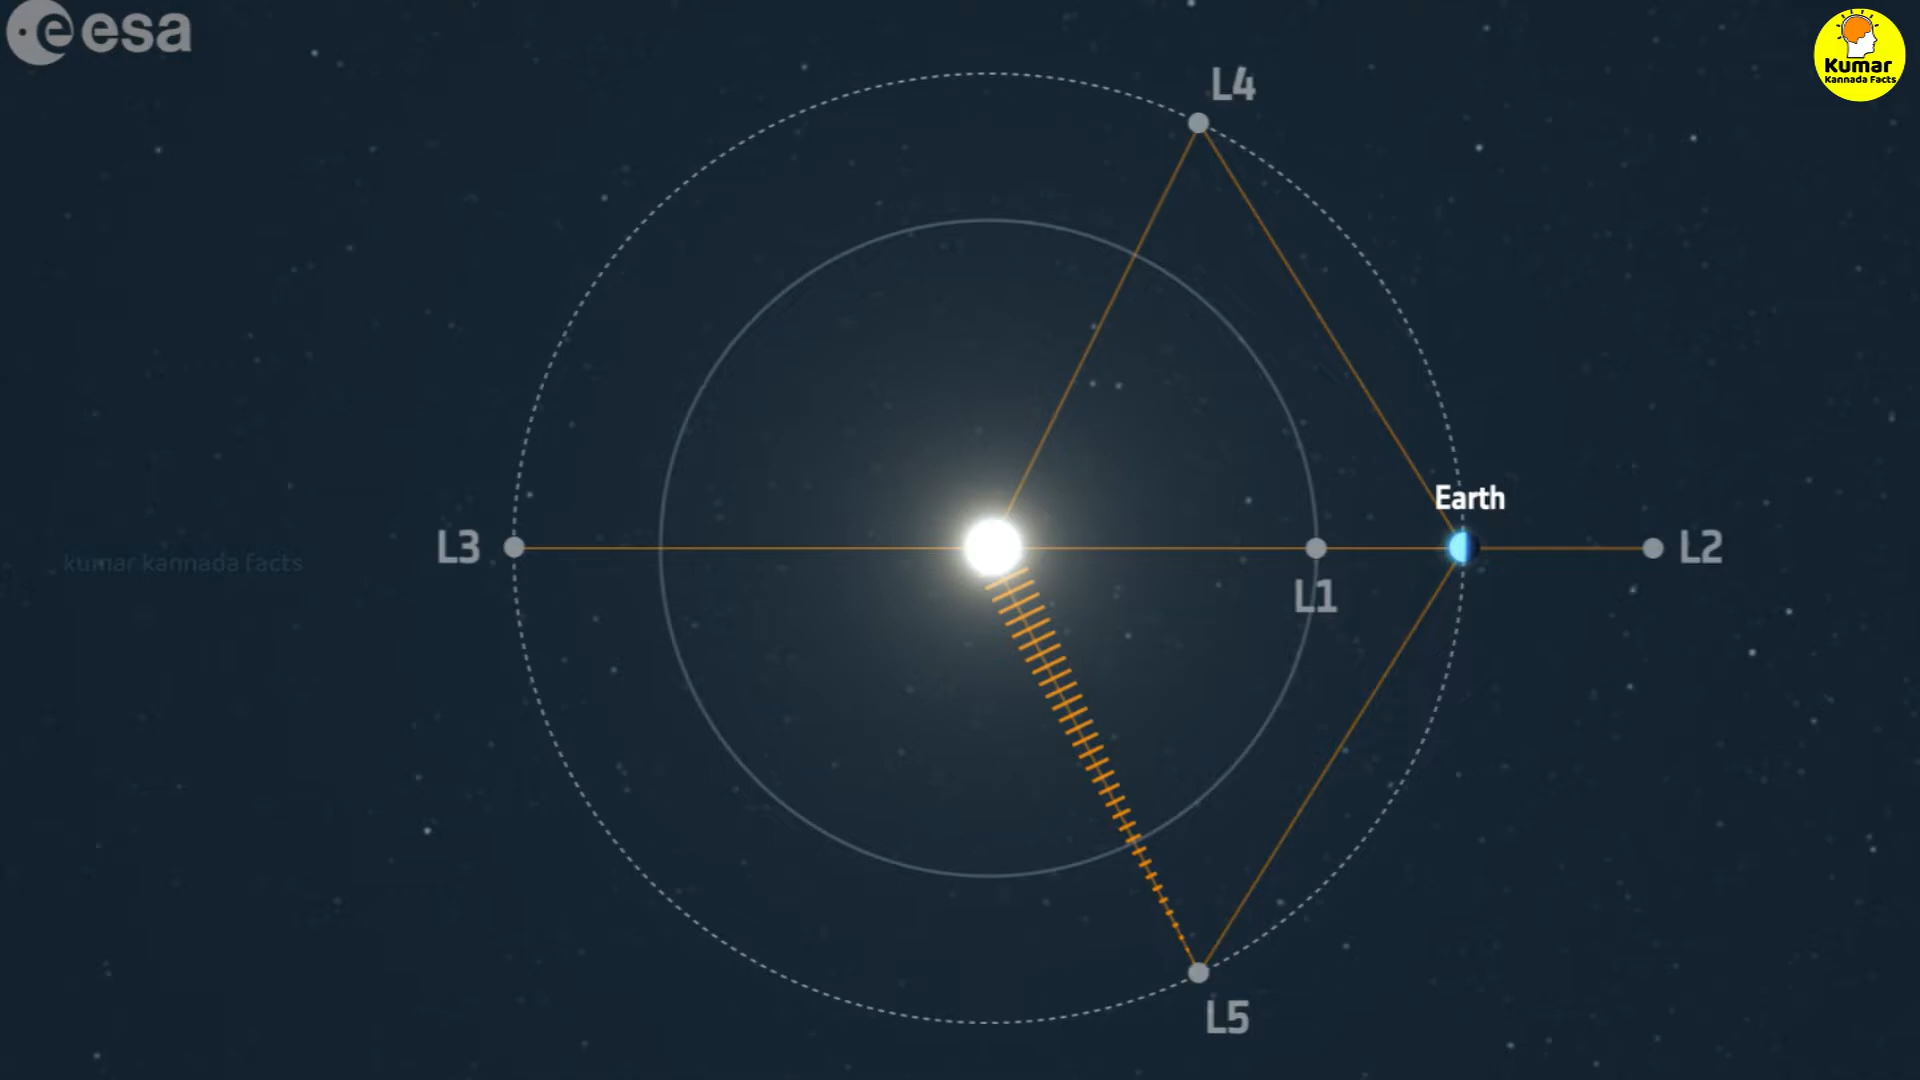 esa
Kumar
Kannada Facts
L4
Earth
L3
L2
kumar kannada facts
L1
L5